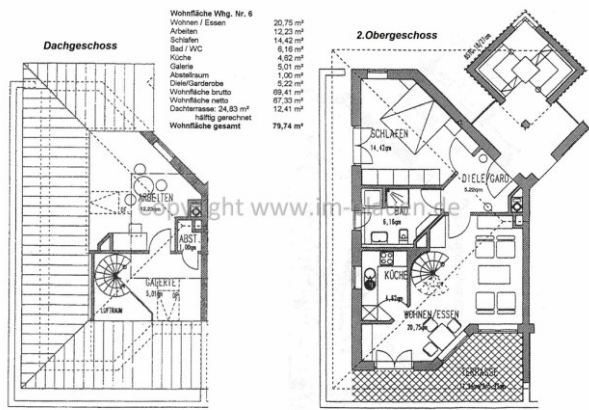 Wohnfläche Whg. Nr. 6
Wohnen / Essen 20,75 m²
Arbeiten 12,23 m²
Schlafen 14,42 m²
Bad / WC 6,16 m²
Küche 4,62 m²
Galerie 5,01 m²
Abstellraum 1,00 m²
Diele/Garderobe 5,22 m²
Wohnfläche brutto 69,41 m²
Wohnfläche netto 67,33 m²
Dachterrasse: 24,83 m² 12,41 m²
hälftig gerechnet
Wohnfläche gesamt 79,74 m²
Dachgeschoss
ARBEITEN
12,23qm
ABST.
1,00qm
GALERIE
5,01qm
LUFTRAUM
2.Obergeschoss
SCHLAFEN
14,42qm
DIELE/GARD.
5,22qm
BAD
6,16qm
KÜCHE
4,62qm
WOHNEN/ESSEN
20,75qm
TERRASSE
copyright www.im-